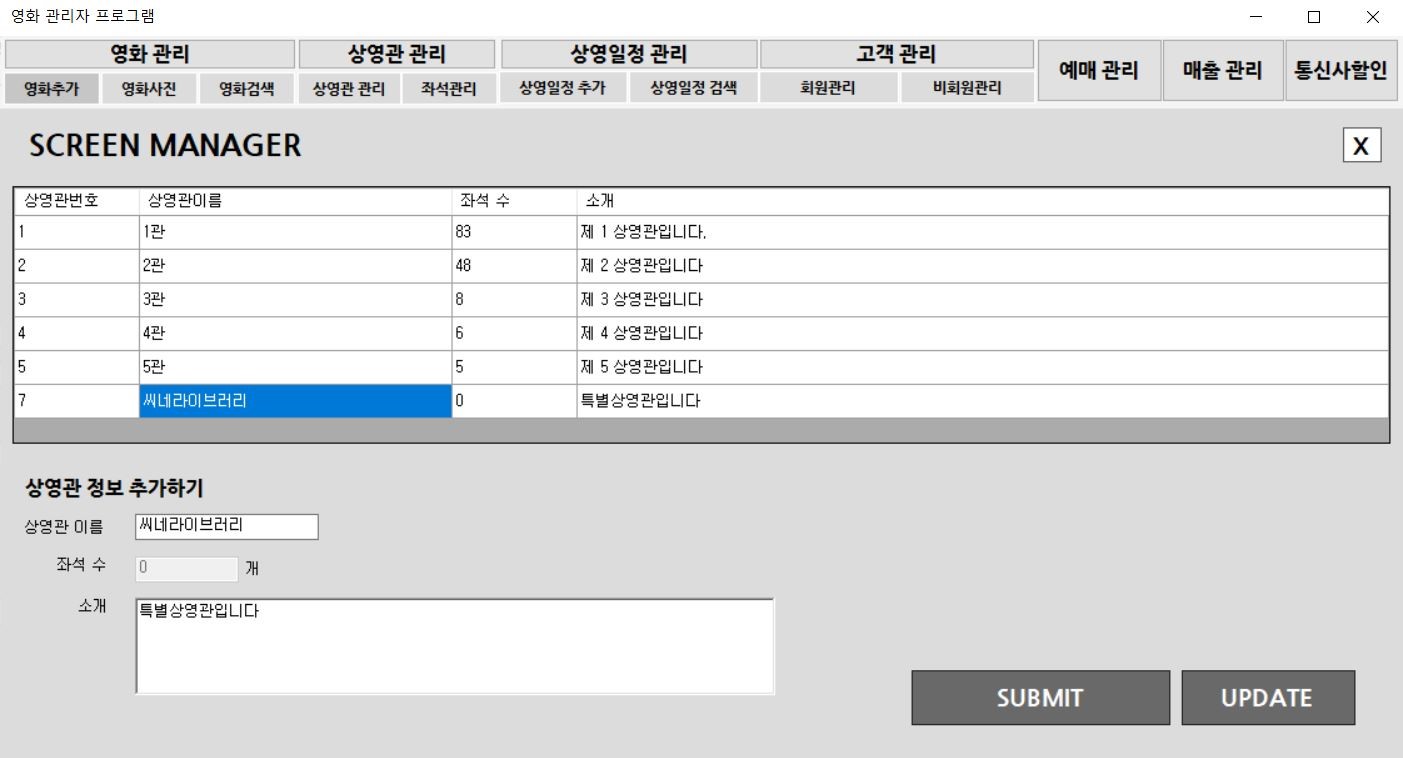 영화 관리자 프로그램
영화 관리 상영관 관리 상영일정 관리 고객 관리 예매 관리 매출 관리 통신사할인
영화추가 영화사진 영화검색 상영관 관리 좌석관리 상영일정 추가 상영일정 검색 회원관리 비회원관리
SCREEN MANAGER X
상영관번호 상영관이름 좌석 수 소개
1 1관 83 제 1 상영관입니다.
2 2관 48 제 2 상영관입니다
3 3관 8 제 3 상영관입니다
4 4관 6 제 4 상영관입니다
5 5관 5 제 5 상영관입니다
7 씨네라이브러리 0 특별상영관입니다
상영관 정보 추가하기
상영관 이름 씨네라이브러리
좌석 수 0 개
소개 특별상영관입니다
SUBMIT UPDATE